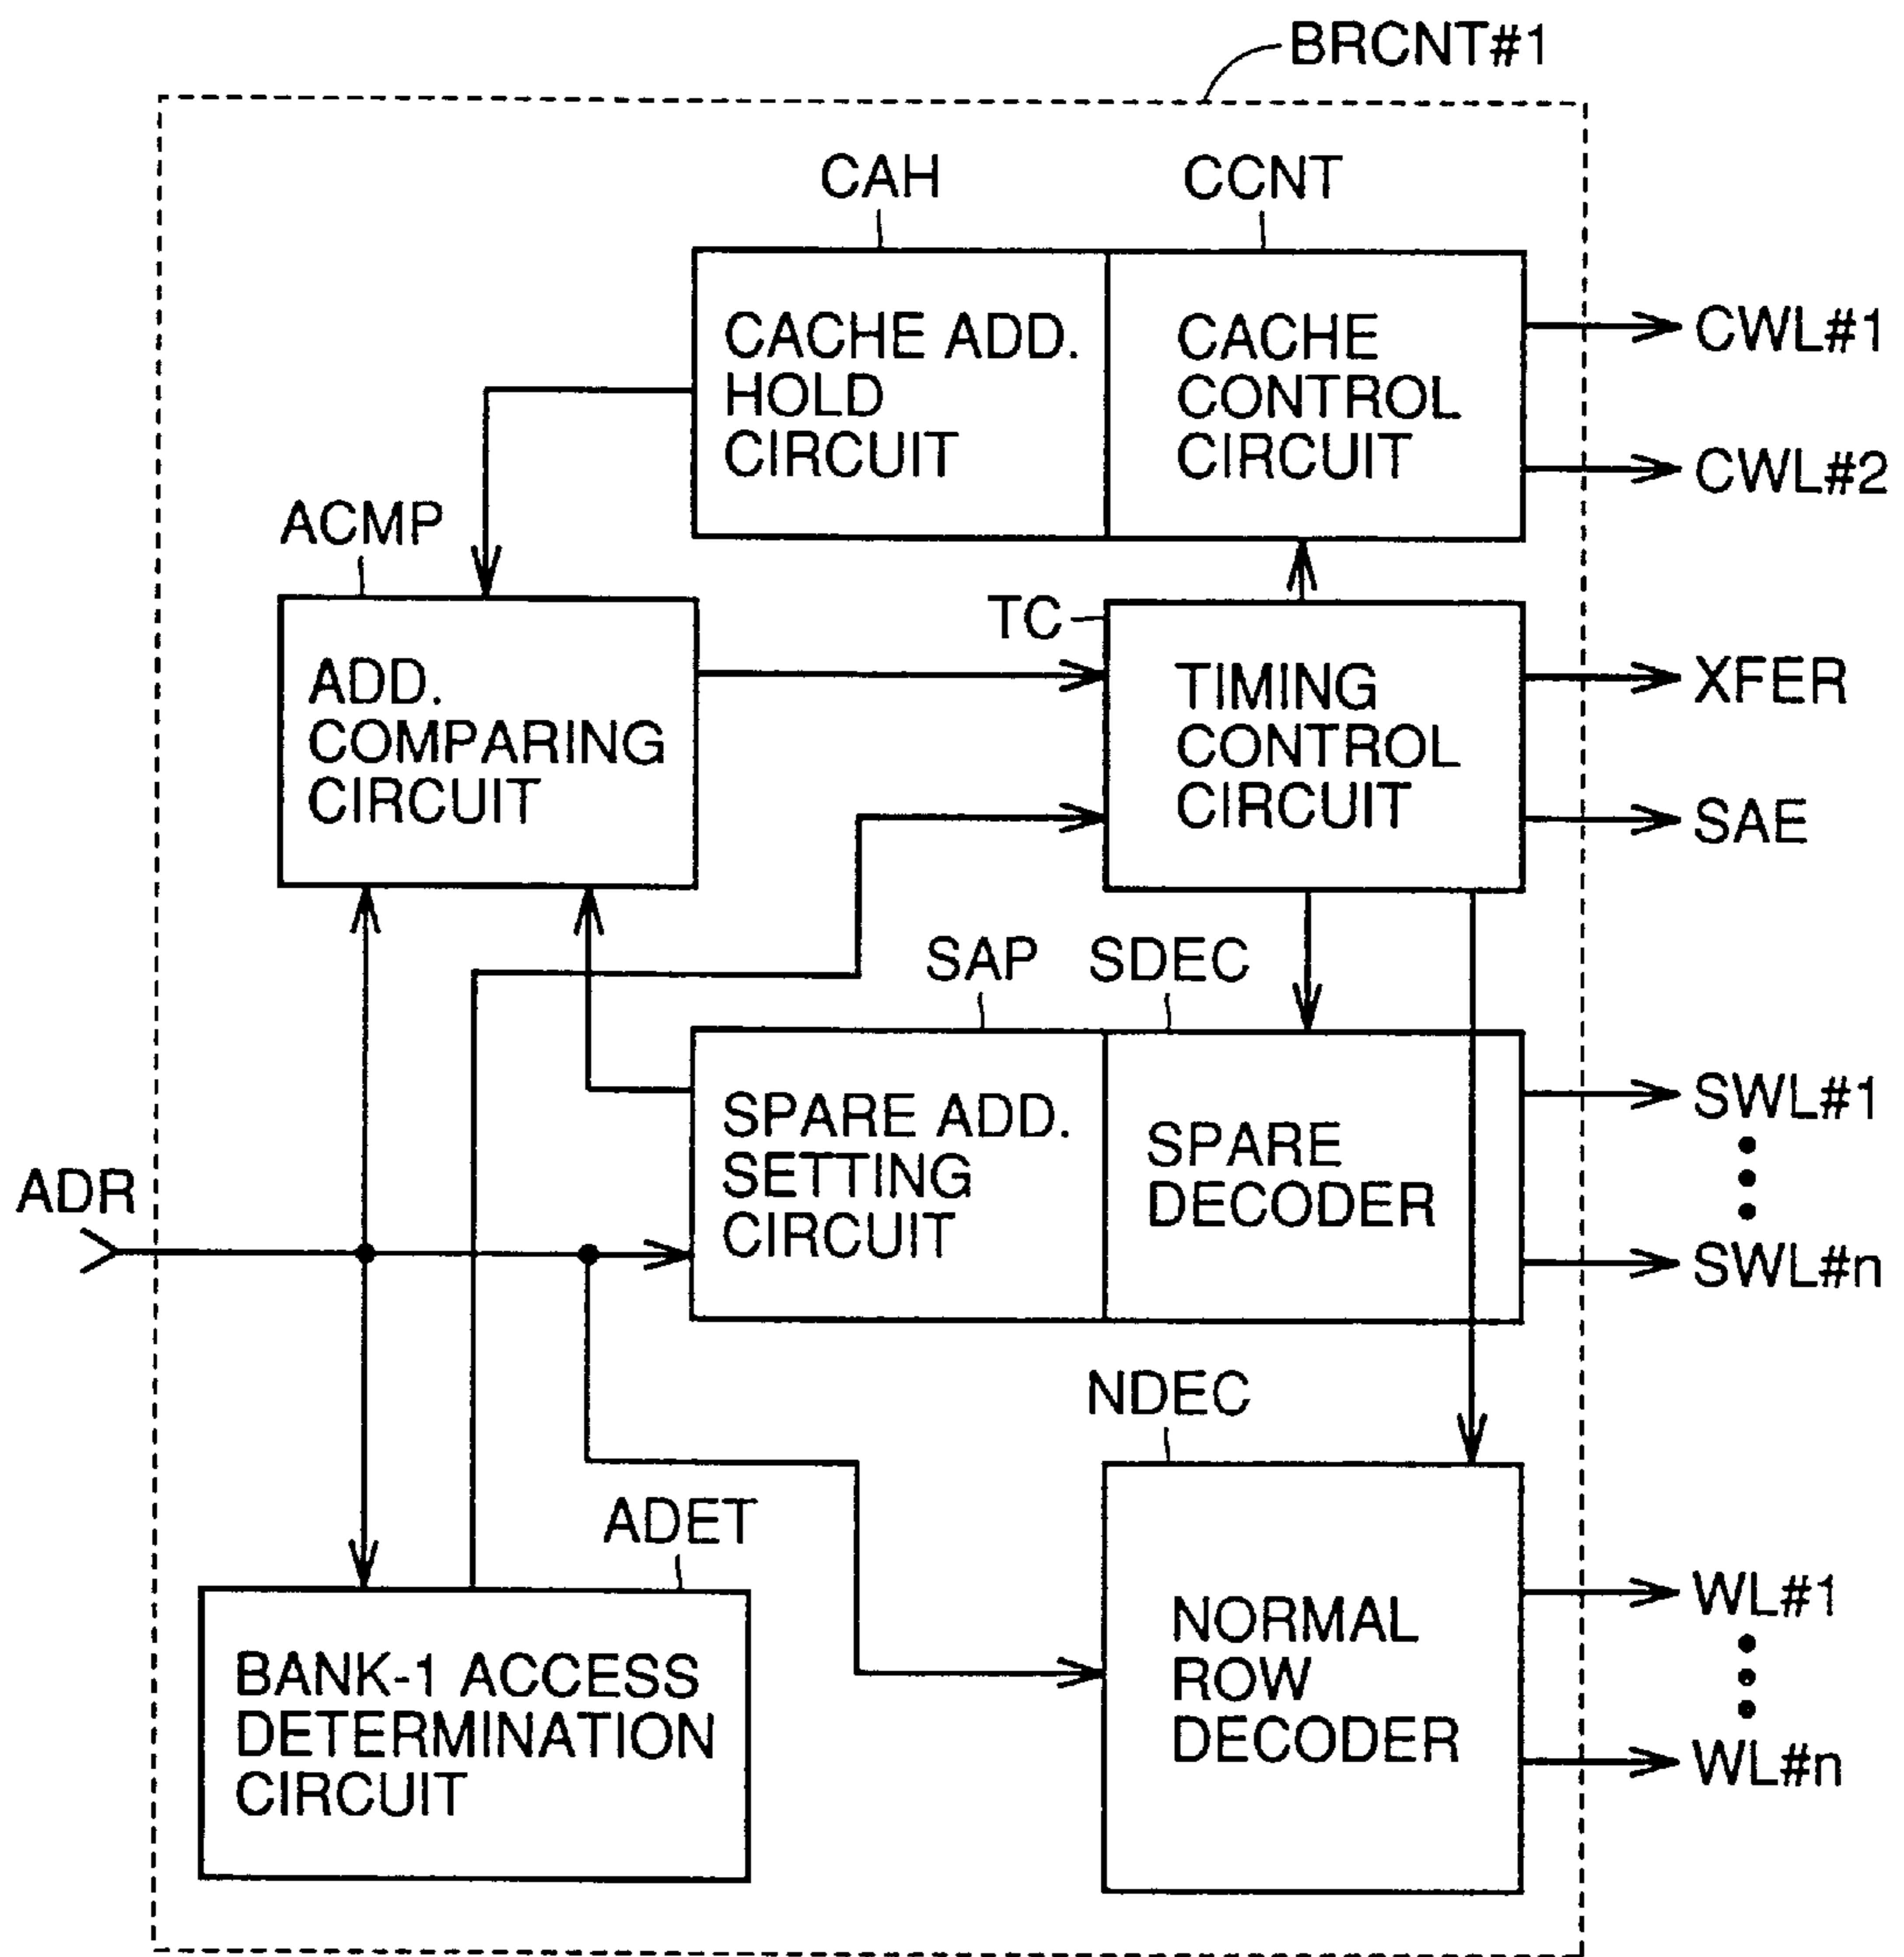 BRCNT#1
CAH
CCNT
CACHE ADD.
HOLD
CIRCUIT
CACHE
CONTROL
CIRCUIT
CWL#1
CWL#2
ACMP
TC
ADD.
COMPARING
CIRCUIT
TIMING
CONTROL
CIRCUIT
XFER
SAE
SAP
SDEC
SPARE ADD.
SETTING
CIRCUIT
SPARE
DECODER
SWL#1
SWL#n
ADR
NDEC
ADET
BANK-1 ACCESS
DETERMINATION
CIRCUIT
NORMAL
ROW
DECODER
WL#1
WL#n